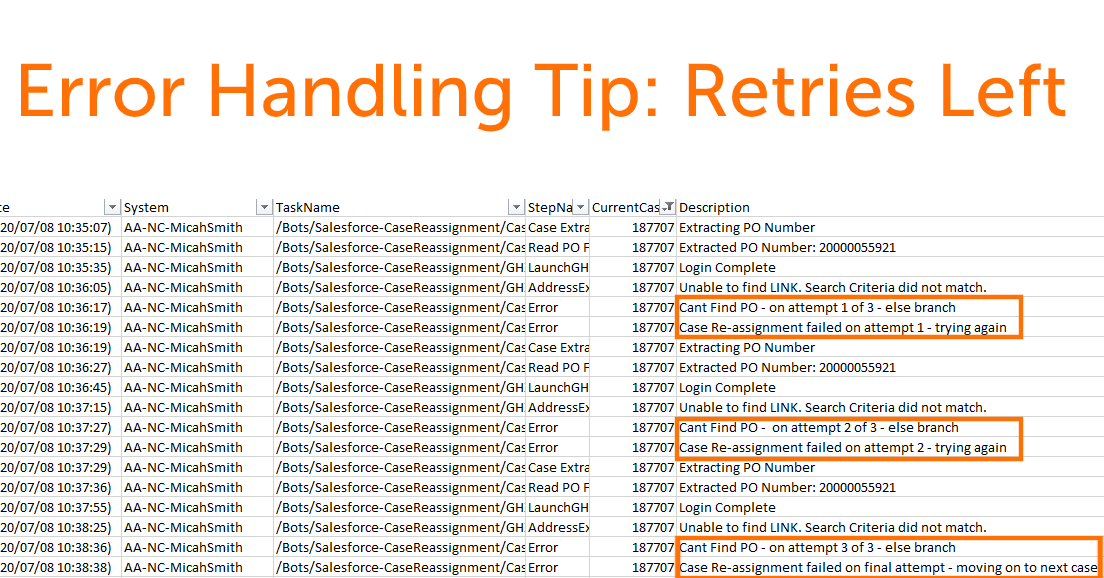 Error Handling Tip: Retries Left
te System TaskName StepNa CurrentCas Description
20/07/08 10:35:07) AA-NC-MicahSmith /Bots/Salesforce-CaseReassignment/Cas Case Extra 187707 Extracting PO Number
20/07/08 10:35:15) AA-NC-MicahSmith /Bots/Salesforce-CaseReassignment/Cas Read PO F 187707 Extracted PO Number: 20000055921
20/07/08 10:35:35) AA-NC-MicahSmith /Bots/Salesforce-CaseReassignment/GH LaunchGH 187707 Login Complete
20/07/08 10:36:05) AA-NC-MicahSmith /Bots/Salesforce-CaseReassignment/GH AddressEx 187707 Unable to find LINK. Search Criteria did not match.
20/07/08 10:36:17) AA-NC-MicahSmith /Bots/Salesforce-CaseReassignment/Cas Error 187707 Cant Find PO - on attempt 1 of 3 - else branch
20/07/08 10:36:19) AA-NC-MicahSmith /Bots/Salesforce-CaseReassignment/Cas Error 187707 Case Re-assignment failed on attempt 1 - trying again
20/07/08 10:36:19) AA-NC-MicahSmith /Bots/Salesforce-CaseReassignment/Cas Case Extra 187707 Extracting PO Number
20/07/08 10:36:27) AA-NC-MicahSmith /Bots/Salesforce-CaseReassignment/Cas Read PO F 187707 Extracted PO Number: 20000055921
20/07/08 10:36:45) AA-NC-MicahSmith /Bots/Salesforce-CaseReassignment/GH LaunchGH 187707 Login Complete
20/07/08 10:37:15) AA-NC-MicahSmith /Bots/Salesforce-CaseReassignment/GH AddressEx 187707 Unable to find LINK. Search Criteria did not match.
20/07/08 10:37:27) AA-NC-MicahSmith /Bots/Salesforce-CaseReassignment/Cas Error 187707 Cant Find PO - on attempt 2 of 3 - else branch
20/07/08 10:37:29) AA-NC-MicahSmith /Bots/Salesforce-CaseReassignment/Cas Error 187707 Case Re-assignment failed on attempt 2 - trying again
20/07/08 10:37:29) AA-NC-MicahSmith /Bots/Salesforce-CaseReassignment/Cas Case Extra 187707 Extracting PO Number
20/07/08 10:37:36) AA-NC-MicahSmith /Bots/Salesforce-CaseReassignment/Cas Read PO F 187707 Extracted PO Number: 20000055921
20/07/08 10:37:55) AA-NC-MicahSmith /Bots/Salesforce-CaseReassignment/GH LaunchGH 187707 Login Complete
20/07/08 10:38:25) AA-NC-MicahSmith /Bots/Salesforce-CaseReassignment/GH AddressEx 187707 Unable to find LINK. Search Criteria did not match.
20/07/08 10:38:36) AA-NC-MicahSmith /Bots/Salesforce-CaseReassignment/Cas Error 187707 Cant Find PO - on attempt 3 of 3 - else branch
20/07/08 10:38:38) AA-NC-MicahSmith /Bots/Salesforce-CaseReassignment/Cas Error 187707 Case Re-assignment failed on final attempt - moving on to next case